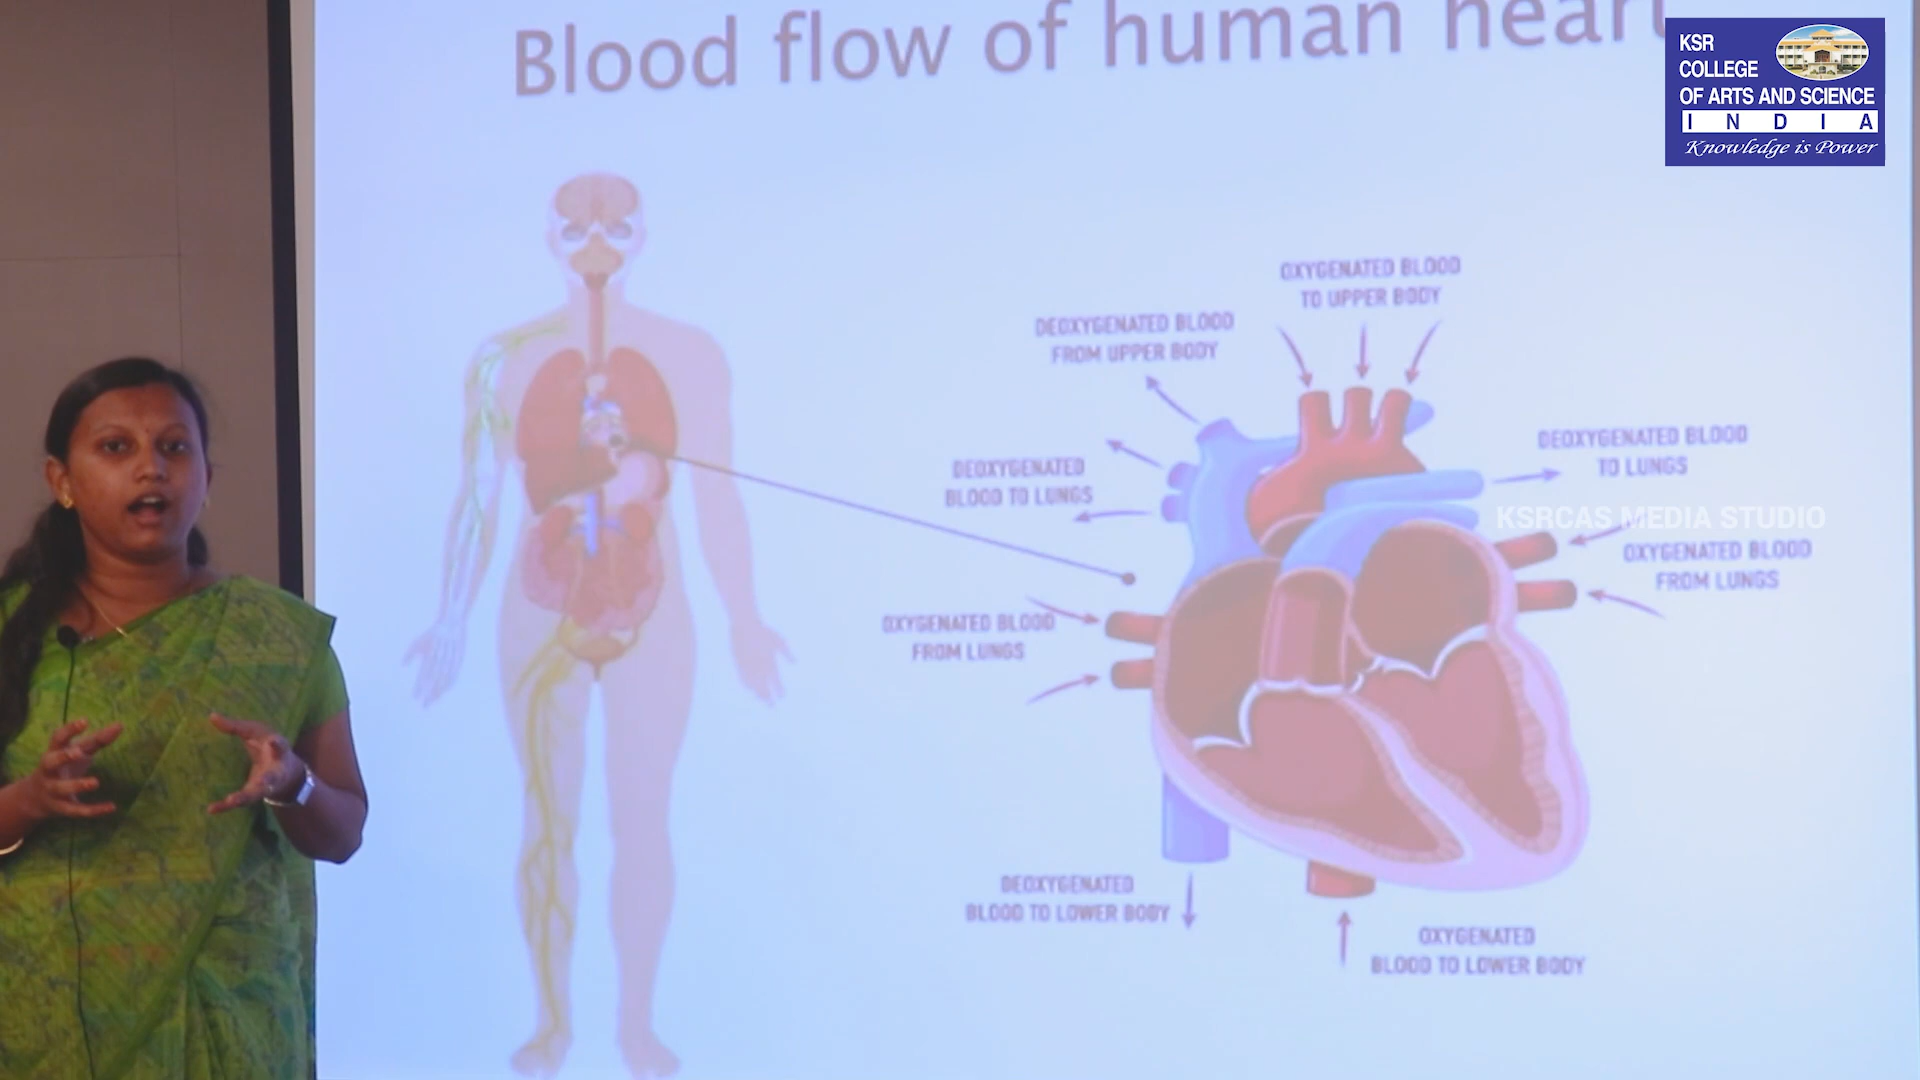 Blood flow of human heart
KSR
COLLEGE
OF ARTS AND SCIENCE
INDIA
Knowledge is Power
OXYGENATED BLOOD
TO UPPER BODY
DEOXYGENATED BLOOD
FROM UPPER BODY
DEOXYGENATED BLOOD
TO LUNGS
DEOXYGENATED
BLOOD TO LUNGS
KSRCAS MEDIA STUDIO
OXYGENATED BLOOD
FROM LUNGS
OXYGENATED BLOOD
FROM LUNGS
DEOXYGENATED
BLOOD TO LOWER BODY
OXYGENATED
BLOOD TO LOWER BODY